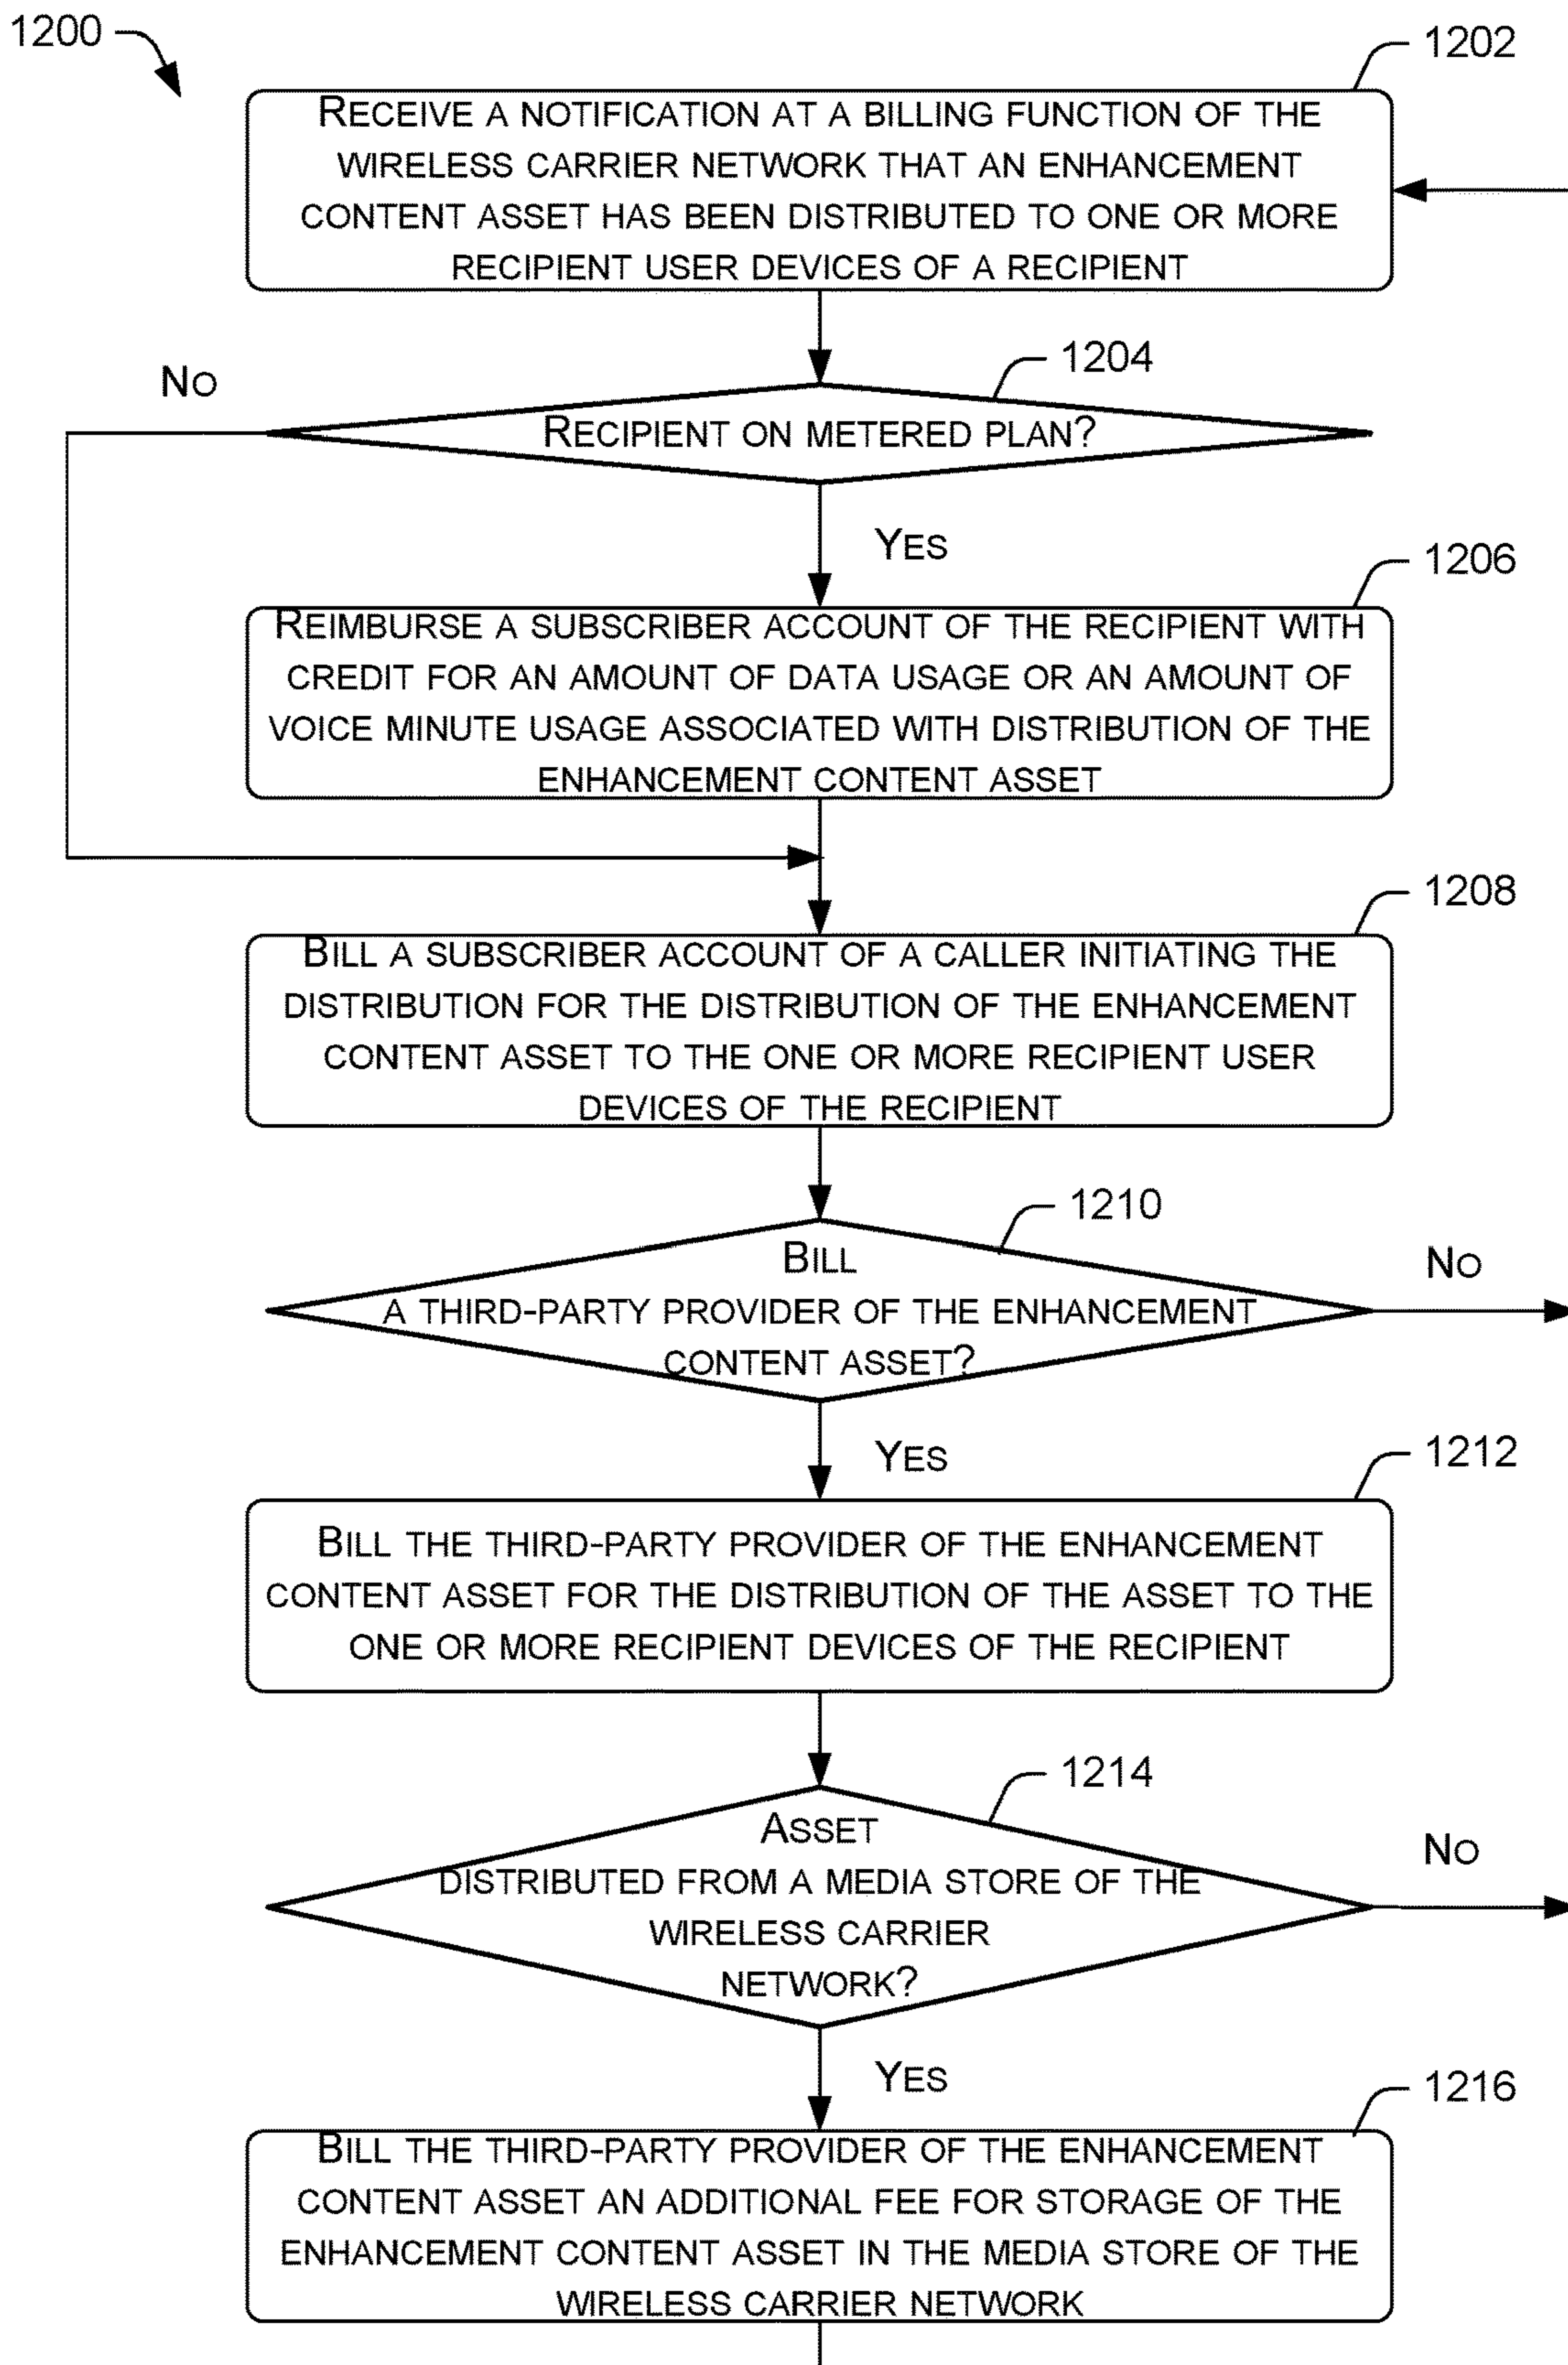 1200
1202
RECEIVE A NOTIFICATION AT A BILLING FUNCTION OF THE
WIRELESS CARRIER NETWORK THAT AN ENHANCEMENT
CONTENT ASSET HAS BEEN DISTRIBUTED TO ONE OR MORE
RECIPIENT USER DEVICES OF A RECIPIENT
1204
NO
RECIPIENT ON METERED PLAN?
YES
1206
REIMBURSE A SUBSCRIBER ACCOUNT OF THE RECIPIENT WITH
CREDIT FOR AN AMOUNT OF DATA USAGE OR AN AMOUNT OF
VOICE MINUTE USAGE ASSOCIATED WITH DISTRIBUTION OF THE
ENHANCEMENT CONTENT ASSET
1208
BILL A SUBSCRIBER ACCOUNT OF A CALLER INITIATING THE
DISTRIBUTION FOR THE DISTRIBUTION OF THE ENHANCEMENT
CONTENT ASSET TO THE ONE OR MORE RECIPIENT USER
DEVICES OF THE RECIPIENT
1210
BILL
A THIRD-PARTY PROVIDER OF THE ENHANCEMENT
CONTENT ASSET?
NO
YES
1212
BILL THE THIRD-PARTY PROVIDER OF THE ENHANCEMENT
CONTENT ASSET FOR THE DISTRIBUTION OF THE ASSET TO THE
ONE OR MORE RECIPIENT DEVICES OF THE RECIPIENT
1214
ASSET
DISTRIBUTED FROM A MEDIA STORE OF THE
WIRELESS CARRIER
NETWORK?
NO
YES
1216
BILL THE THIRD-PARTY PROVIDER OF THE ENHANCEMENT
CONTENT ASSET AN ADDITIONAL FEE FOR STORAGE OF THE
ENHANCEMENT CONTENT ASSET IN THE MEDIA STORE OF THE
WIRELESS CARRIER NETWORK